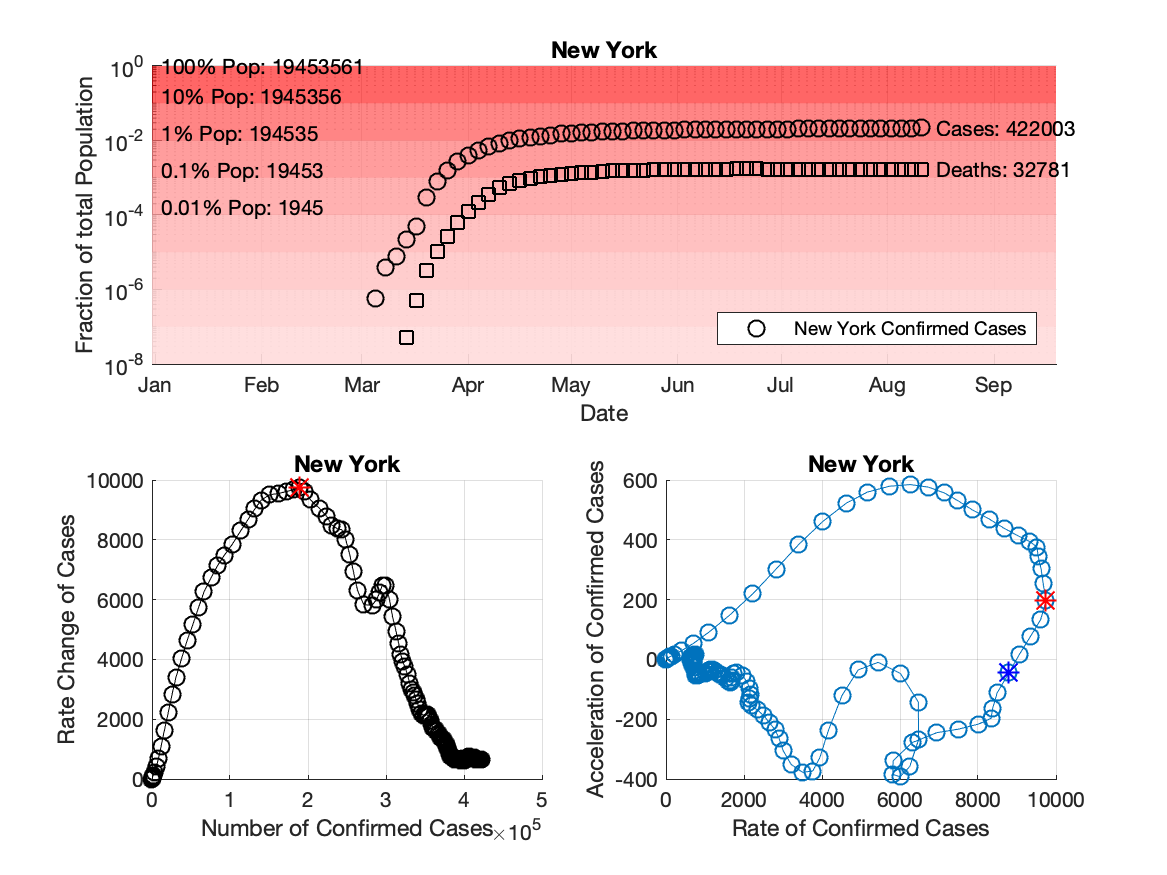 New York
Fraction of total Population
10^0
10^-2
10^-4
10^-6
10^-8
100% Pop: 19453561
10% Pop: 1945356
1% Pop: 194535
0.1% Pop: 19453
0.01% Pop: 1945
Cases: 422003
Deaths: 32781
New York Confirmed Cases
Jan Feb Mar Apr May Jun Jul Aug Sep
Date
New York
Rate Change of Cases
10000
8000
6000
4000
2000
0
0 1 2 3 4 5
Number of Confirmed Cases ×10^5
New York
Acceleration of Confirmed Cases
600
400
200
0
-200
-400
0 2000 4000 6000 8000 10000
Rate of Confirmed Cases